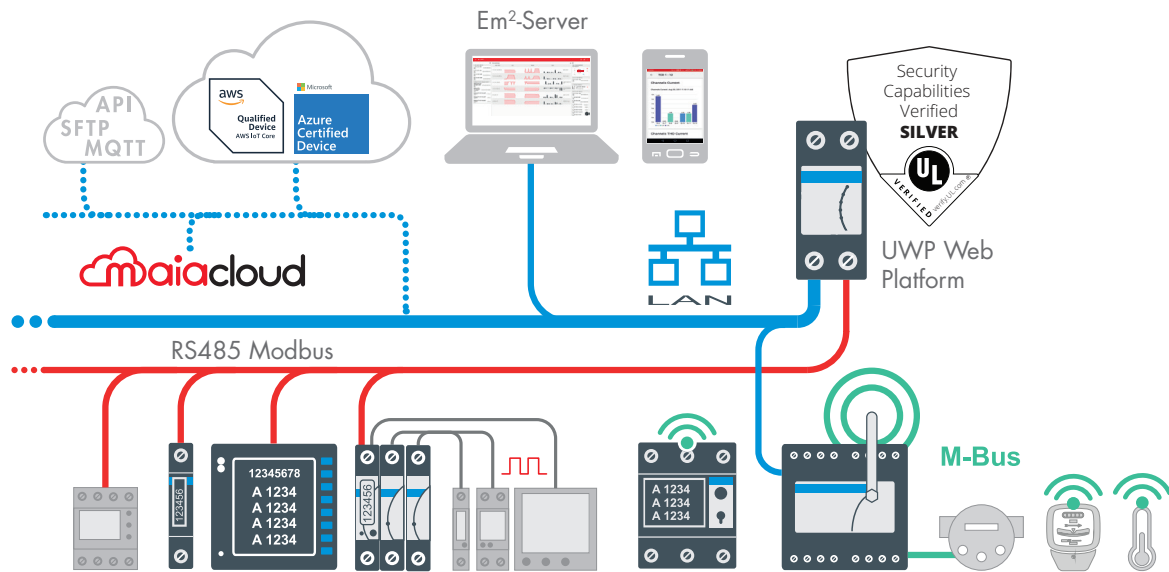 API
SFTP
MQTT
aws
Qualified
Device
AWS IoT Core
Microsoft
Azure
Certified
Device
Em²-Server
Security
Capabilities
Verified
SILVER
UL
VERIFIED
verify.UL.com
UWP Web
Platform
maiacloud
LAN
RS485 Modbus
123456
12345678
A 1234
A 1234
A 1234
A 1234
123456
A 1234
A 1234
A 1234
M-Bus